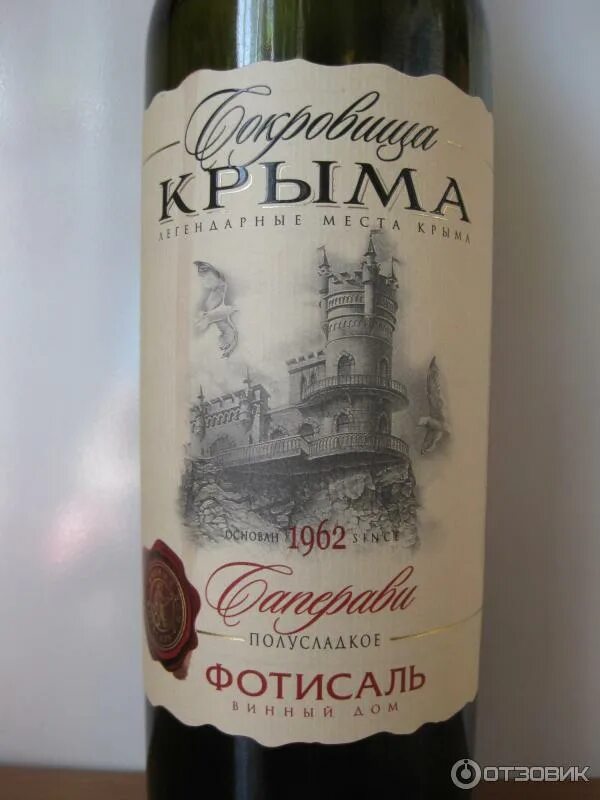 Сокровища
КРЫМА
ЛЕГЕНДАРНЫЕ МЕСТА КРЫМА
ОСНОВАН 1962 SINCE
Саперави
ПОЛУСЛАДКОЕ
ФОТИСАЛЬ
ВИННЫЙ ДОМ
ОТЗОВИК